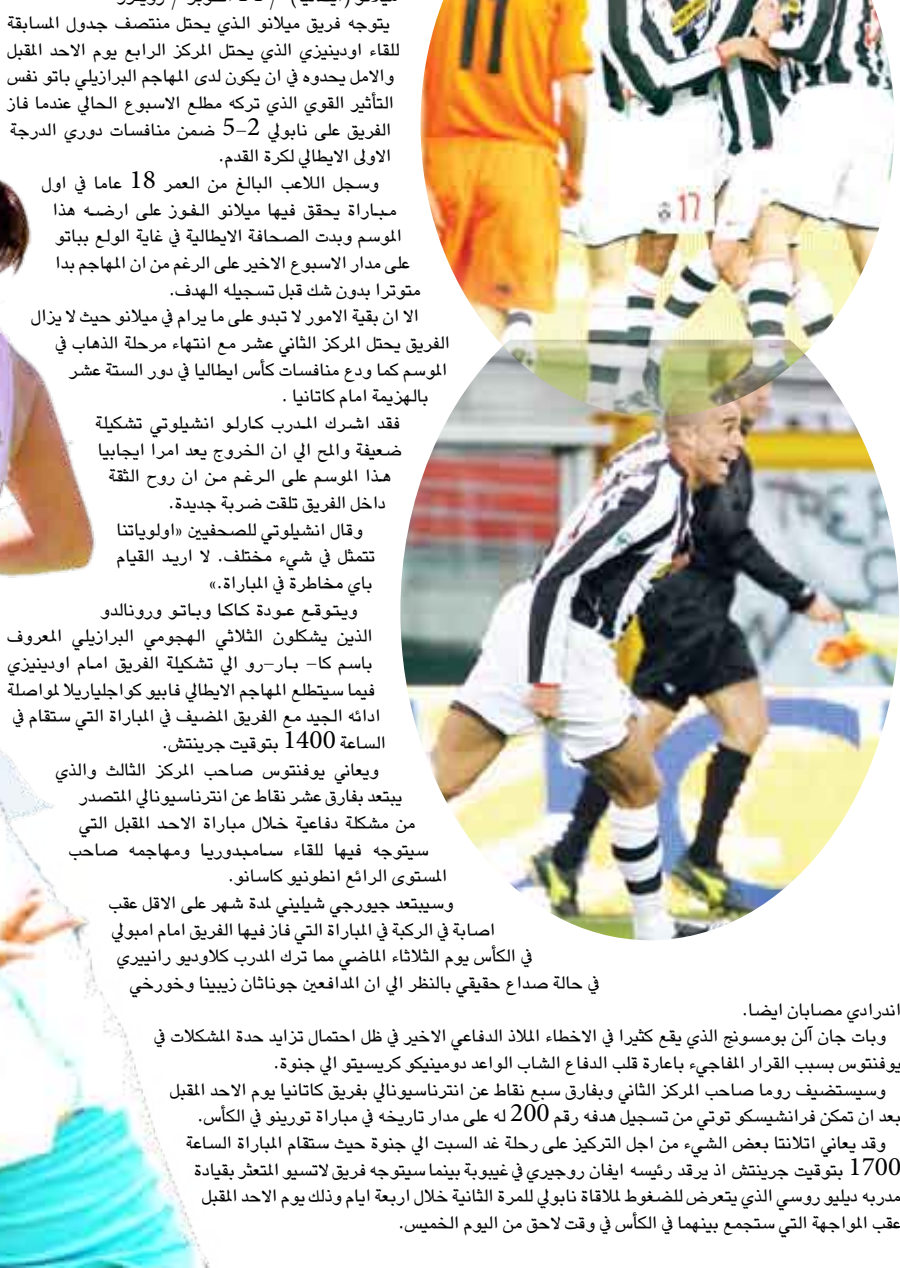 يتوجه فريق ميلانو الذي يحتل منتصف جدول المسابقة
للقاء اودينيزي الذي يحتل المركز الرابع يوم الاحد المقبل
والامل يحدوه في ان يكون لدى المهاجم البرازيلي باتو نفس
التأثير القوي الذي تركه مطلع الاسبوع الحالي عندما فاز
الفريق على نابولي 2-5 ضمن منافسات دوري الدرجة
الاولى الايطالي لكرة القدم.
وسجل اللاعب البالغ من العمر 18 عاما في اول
مباراة يحقق فيها ميلانو الفوز على ارضه هذا
الموسم وبدت الصحافة الايطالية في غاية الولع بباتو
على مدار الاسبوع الاخير على الرغم من ان المهاجم بدا
متوترا بدون شك قبل تسجيله الهدف.
الا ان بقية الامور لا تبدو على ما يرام في ميلانو حيث لا يزال
الفريق يحتل المركز الثاني عشر مع انتهاء مرحلة الذهاب في
الموسم كما ودع منافسات كأس ايطاليا في دور الستة عشر
بالهزيمة امام كاتانيا .
فقد اشرك المدرب كارلو انشيلوتي تشكيلة
ضعيفة والمح الي ان الخروج يعد امرا ايجابيا
هذا الموسم على الرغم من ان روح الثقة
داخل الفريق تلقت ضربة جديدة.
وقال انشيلوتي للصحفيين «اولوياتنا
تتمثل في شيء مختلف. لا اريد القيام
باي مخاطرة في المباراة.»
ويتوقع عودة كاكا وباتو ورونالدو
الذين يشكلون الثلاثي الهجومي البرازيلي المعروف
باسم كا- بار-رو الي تشكيلة الفريق امام اودينيزي
فيما سيتطلع المهاجم الايطالي فابيو كواجلياريلا لمواصلة
ادائه الجيد مع الفريق المضيف في المباراة التي ستقام في
الساعة 1400 بتوقيت جرينتش.
ويعاني يوفنتوس صاحب المركز الثالث والذي
يبتعد بفارق عشر نقاط عن انترناسيونالي المتصدر
من مشكلة دفاعية خلال مباراة الاحد المقبل التي
سيتوجه فيها للقاء سامبدوريا ومهاجمه صاحب
المستوى الرائع انطونيو كاسانو.
وسيبتعد جيورجي شيليني لمدة شهر على الاقل عقب
اصابة في الركبة في المباراة التي فاز فيها الفريق امام امبولي
في الكأس يوم الثلاثاء الماضي مما ترك المدرب كلاوديو رانييري
في حالة صداع حقيقي بالنظر الي ان المدافعين جوناثان زيبينا وخورخي
اندرادي مصابان ايضا.
وبات جان آلن بومسونج الذي يقع كثيرا في الاخطاء الملاذ الدفاعي الاخير في ظل احتمال تزايد حدة المشكلات في
يوفنتوس بسبب القرار المفاجيء باعارة قلب الدفاع الشاب الواعد دومينيكو كريسيتو الي جنوة.
وسيستضيف روما صاحب المركز الثاني وبفارق سبع نقاط عن انترناسيونالي بفريق كاتانيا يوم الاحد المقبل
بعد ان تمكن فرانشيسكو توتي من تسجيل هدفه رقم 200 له على مدار تاريخه في مباراة تورينو في الكأس.
وقد يعاني اتلانتا بعض الشيء من اجل التركيز على رحلة غد السبت الي جنوة حيث ستقام المباراة الساعة
1700 بتوقيت جرينتش اذ يرقد رئيسه ايفان روجيري في غيبوبة بينما سيتوجه فريق لاتسيو المتعثر بقيادة
مدربه ديليو روسي الذي يتعرض للضغوط لملاقاة نابولي للمرة الثانية خلال اربعة ايام وذلك يوم الاحد المقبل
عقب المواجهة التي ستجمع بينهما في الكأس في وقت لاحق من اليوم الخميس.
11
17